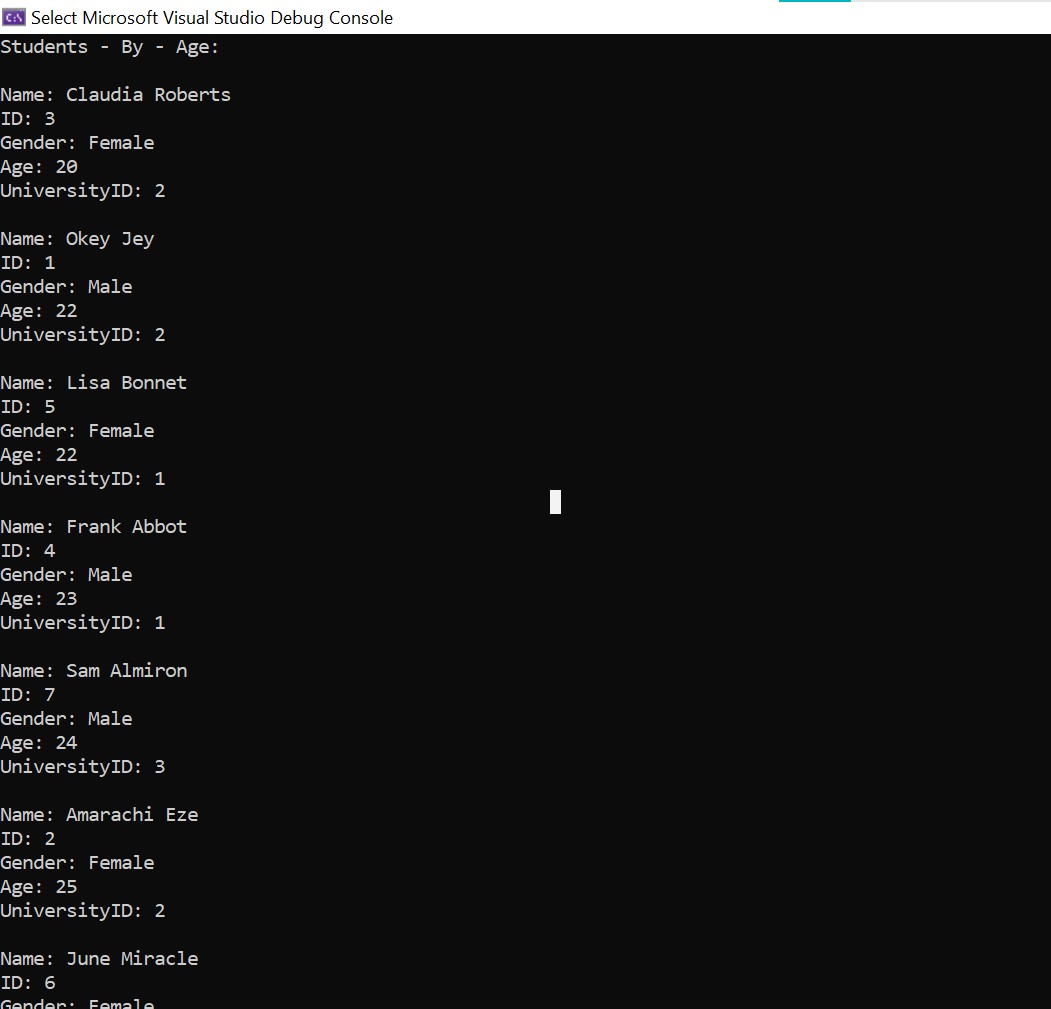 Select Microsoft Visual Studio Debug Console
Students - By - Age:
Name: Claudia Roberts
ID: 3
Gender: Female
Age: 20
UniversityID: 2
Name: Okey Jey
ID: 1
Gender: Male
Age: 22
UniversityID: 2
Name: Lisa Bonnet
ID: 5
Gender: Female
Age: 22
UniversityID: 1
Name: Frank Abbot
ID: 4
Gender: Male
Age: 23
UniversityID: 1
Name: Sam Almiron
ID: 7
Gender: Male
Age: 24
UniversityID: 3
Name: Amarachi Eze
ID: 2
Gender: Female
Age: 25
UniversityID: 2
Name: June Miracle
ID: 6
Gender: Female